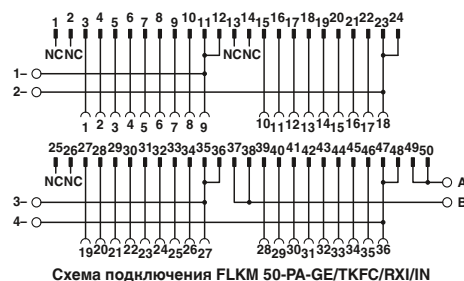 1 2 3 4 5 6 7 8 9 10 11 12 13 14 15 16 17 18 19 20 21 22 23 24
NC NC NC NC
1–
2–
1 2 3 4 5 6 7 8 9 10 11 12 13 14 15 16 17 18
25 26 27 28 29 30 31 32 33 34 35 36 37 38 39 40 41 42 43 44 45 46 47 48 49 50
NC NC
A
B
3–
4–
19 20 21 22 23 24 25 26 27 28 29 30 31 32 33 34 35 36
Схема подключения FLKM 50-PA-GE/TKFC/RXI/IN